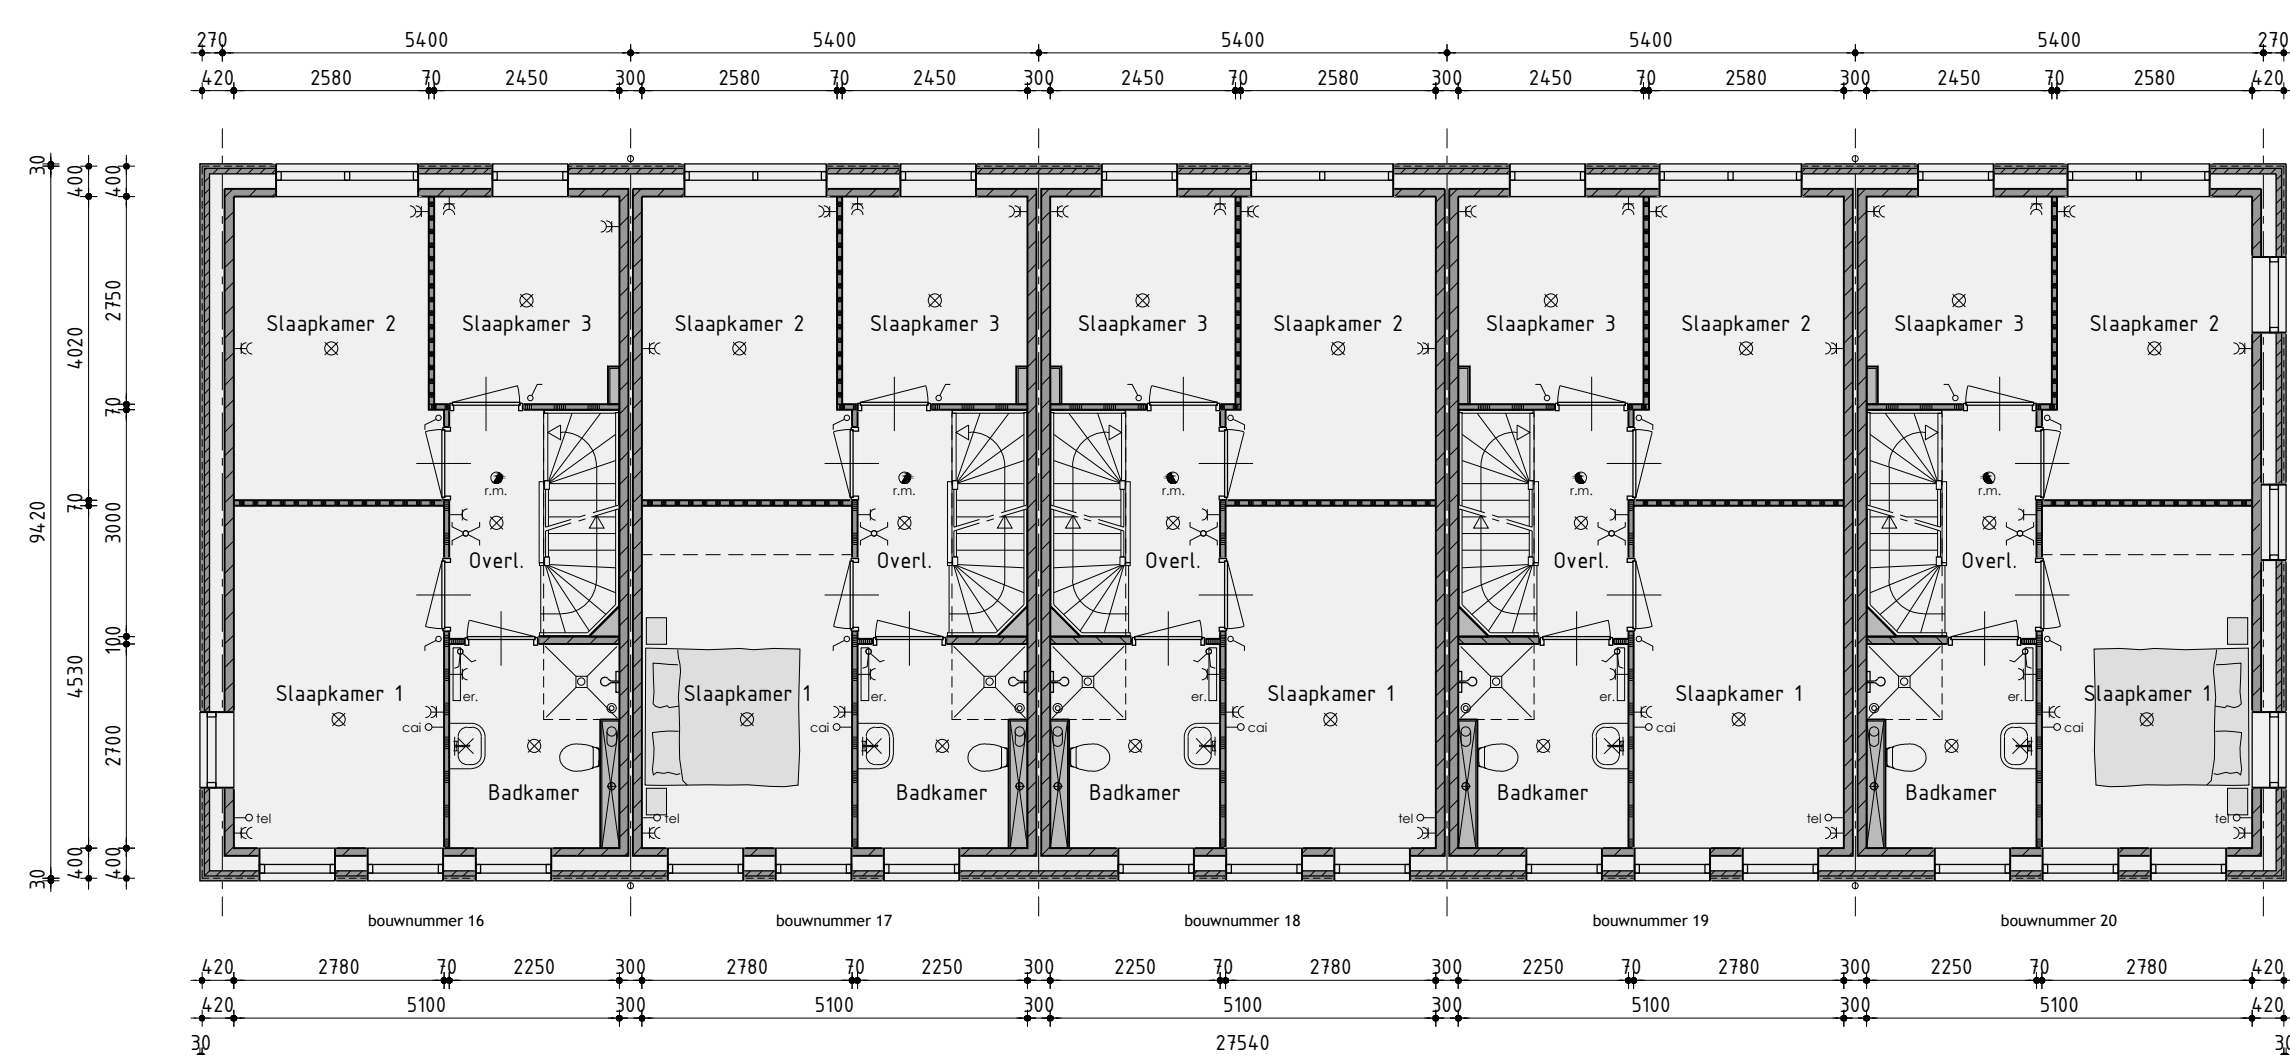 270 5400 5400 5400 5400 5400 270
420 2580 70 2450 300 2580 70 2450 300 2450 70 2580 300 2450 70 2580 300 2450 70 2580 420
30 400 400
2750
4020
70
70
9420
3000
100
4530
2700
30 400 400
Slaapkamer 2 Slaapkamer 3 Slaapkamer 2 Slaapkamer 3 Slaapkamer 3 Slaapkamer 2 Slaapkamer 3 Slaapkamer 2 Slaapkamer 3 Slaapkamer 2
r.m. r.m. r.m. r.m. r.m.
Overl. Overl. Overl. Overl. Overl.
Slaapkamer 1 er. Slaapkamer 1 er. er. Slaapkamer 1 er. Slaapkamer 1 er. Slaapkamer 1
cai cai cai cai cai
Badkamer Badkamer Badkamer Badkamer Badkamer
tel tel tel tel tel
bouwnummer 16 bouwnummer 17 bouwnummer 18 bouwnummer 19 bouwnummer 20
420 2780 70 2250 300 2780 70 2250 300 2250 70 2780 300 2250 70 2780 300 2250 70 2780 420
420 5100 300 5100 300 5100 300 5100 300 5100 420
30 27540 30